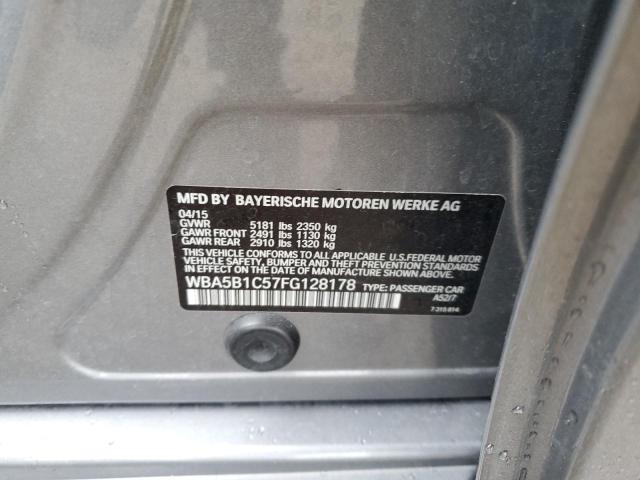 MFD BY BAYERISCHE MOTOREN WERKE AG
04/15
GVWR 5181 lbs 2350 kg
GAWR FRONT 2491 lbs 1130 kg
GAWR REAR 2910 lbs 1320 kg
THIS VEHICLE CONFORMS TO ALL APPLICABLE U.S.FEDERAL MOTOR
VEHICLE SAFETY, BUMPER AND THEFT PREVENTION STANDARDS
IN EFFECT ON THE DATE OF MANUFACTURE SHOWN ABOVE.
WBA5B1C57FG128178 TYPE: PASSENGER CAR
A52/7
7 315 814